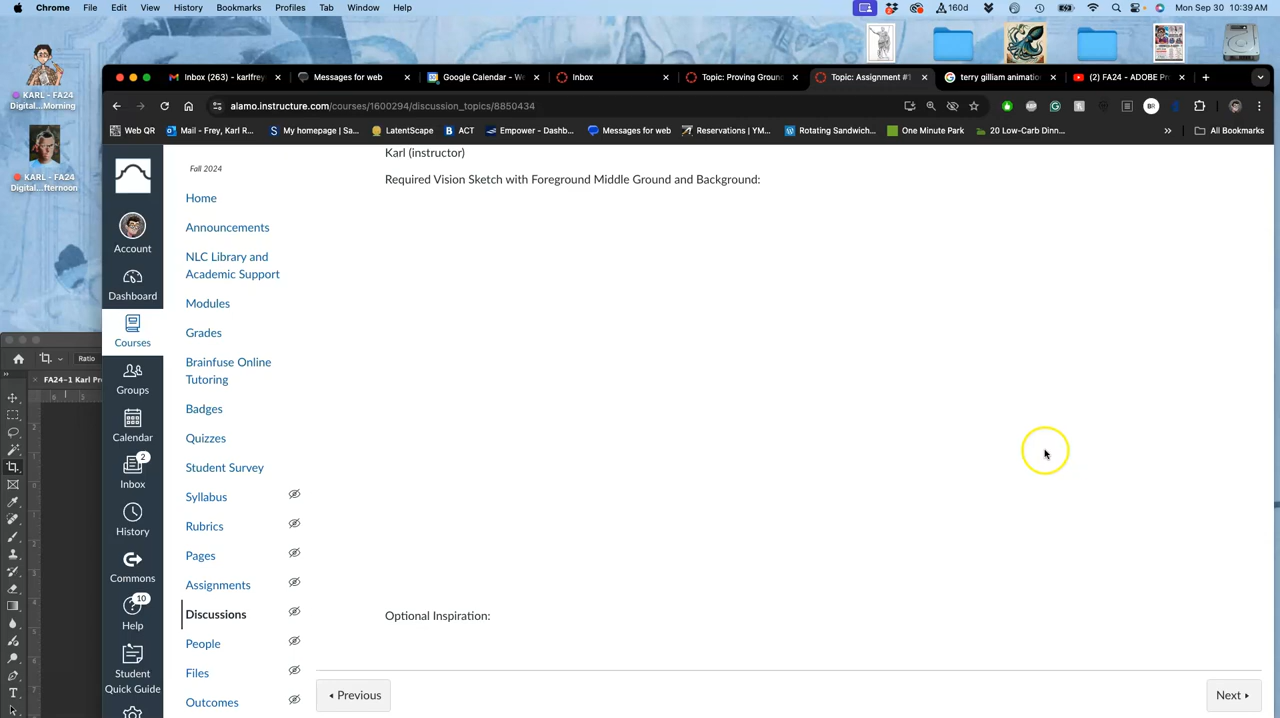 Chrome File Edit View History Bookmarks Profiles Tab Window Help
160d
Mon Sep 30 10:39 AM
KARL - FA24
Digital...Morning
KARL - FA24
Digital...fternoon
Inbox (263) - karlfrey
Messages for web
Google Calendar - We
Inbox
Topic: Proving Groun
Topic: Assignment #1
terry gilliam animatio
(2) FA24 - ADOBE Pr
alamo.instructure.com/courses/1600294/discussion_topics/8850434
Web QR
Mail - Frey, Karl R...
My homepage | Sa...
LatentScape
ACT
Empower - Dashb...
Messages for web
Reservations | YM...
Rotating Sandwich...
One Minute Park
20 Low-Carb Dinn...
»
All Bookmarks
Fall 2024
Account
Dashboard
Courses
Groups
Calendar
2
Inbox
History
Commons
10
Help
Student
Quick Guide
Home
Announcements
NLC Library and
Academic Support
Modules
Grades
Brainfuse Online
Tutoring
Badges
Quizzes
Student Survey
Syllabus
Rubrics
Pages
Assignments
Discussions
People
Files
Outcomes
Karl (instructor)
Required Vision Sketch with Foreground Middle Ground and Background:
Optional Inspiration:
Previous
Next
Ratio
FA24-1 Karl Pr